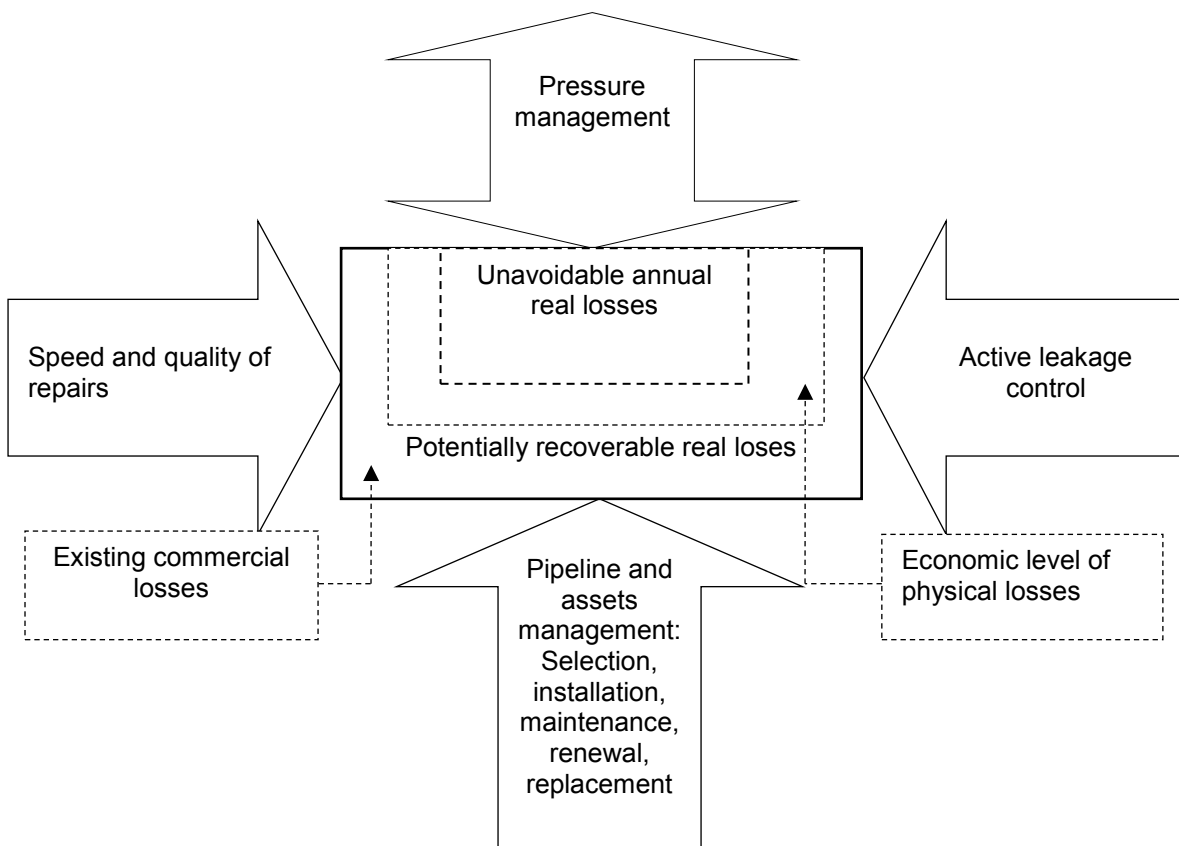 Pressure
management
Unavoidable annual
real losses
Speed and quality of
repairs
Active leakage
control
Potentially recoverable real loses
Existing commercial
losses
Economic level of
physical losses
Pipeline and
assets
management:
Selection,
installation,
maintenance,
renewal,
replacement